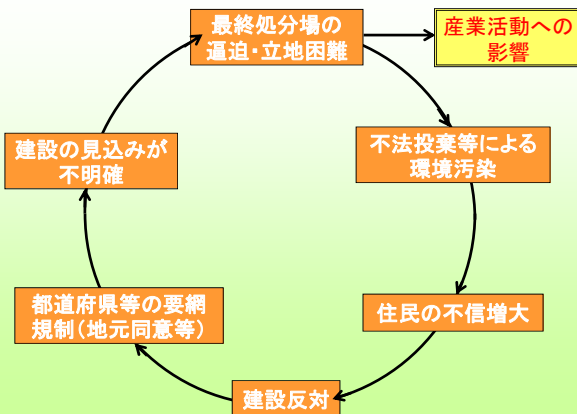 最終処分場の
逼迫・立地困難
産業活動への
影響
不法投棄等による
環境汚染
住民の不信増大
建設反対
都道府県等の要綱
規制(地元同意等)
建設の見込みが
不明確